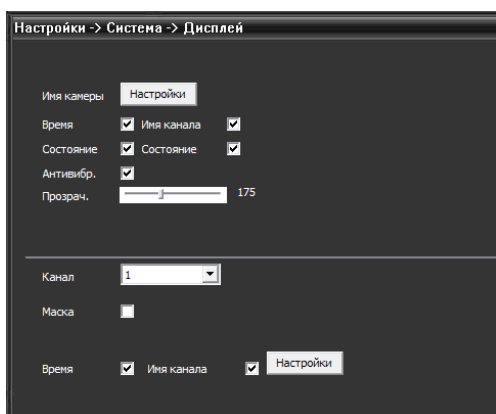 Настройки -> Система -> Дисплей
Имя камеры Настройки
Время Имя канала
Состояние Состояние
Антивибр.
Прозрач. 175
Канал 1
Маска
Время Имя канала Настройки